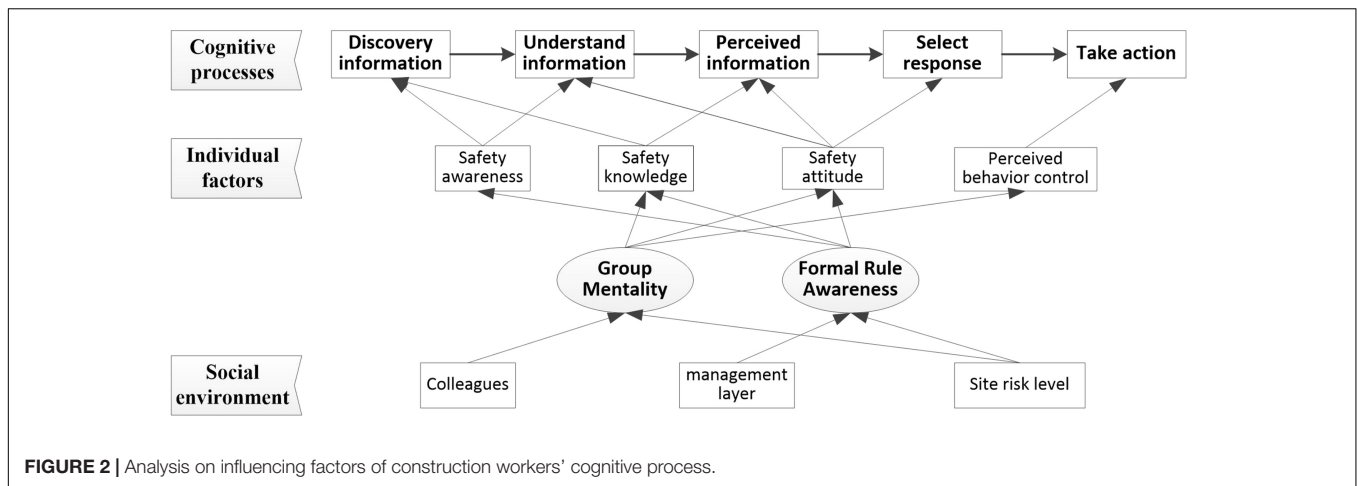 Cognitive
processes
Discovery
information
Understand
information
Perceived
information
Select
response
Take action
Individual
factors
Safety
awareness
Safety
knowledge
Safety
attitude
Perceived
behavior control
Group
Mentality
Formal Rule
Awareness
Social
environment
Colleagues
management
layer
Site risk level
FIGURE 2 | Analysis on influencing factors of construction workers' cognitive process.